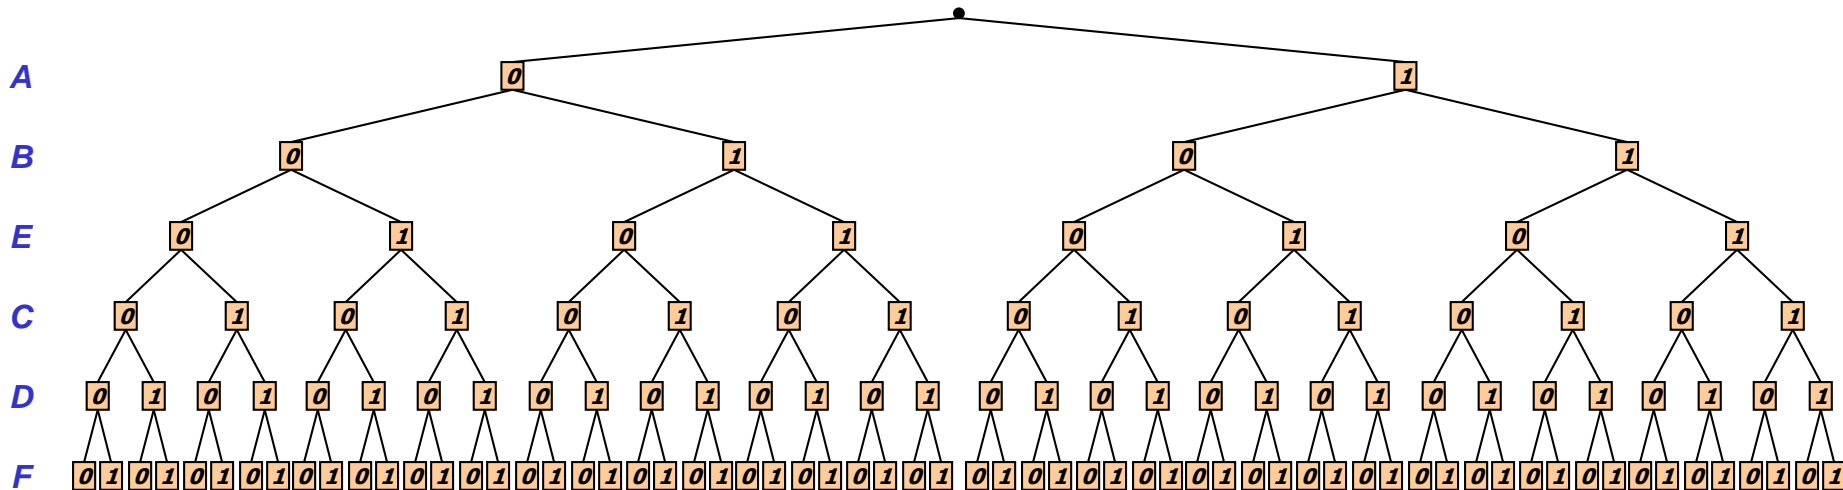 A 0 1
B 0 1 0 1
E 0 1 0 1 0 1 0 1
C 0 1 0 1 0 1 0 1 0 1 0 1 0 1 0 1
D 0 1 0 1 0 1 0 1 0 1 0 1 0 1 0 1 0 1 0 1 0 1 0 1 0 1 0 1 0 1 0 1
F 0 1 0 1 0 1 0 1 0 1 0 1 0 1 0 1 0 1 0 1 0 1 0 1 0 1 0 1 0 1 0 1 0 1 0 1 0 1 0 1 0 1 0 1 0 1 0 1 0 1 0 1 0 1 0 1 0 1 0 1 0 1 0 1